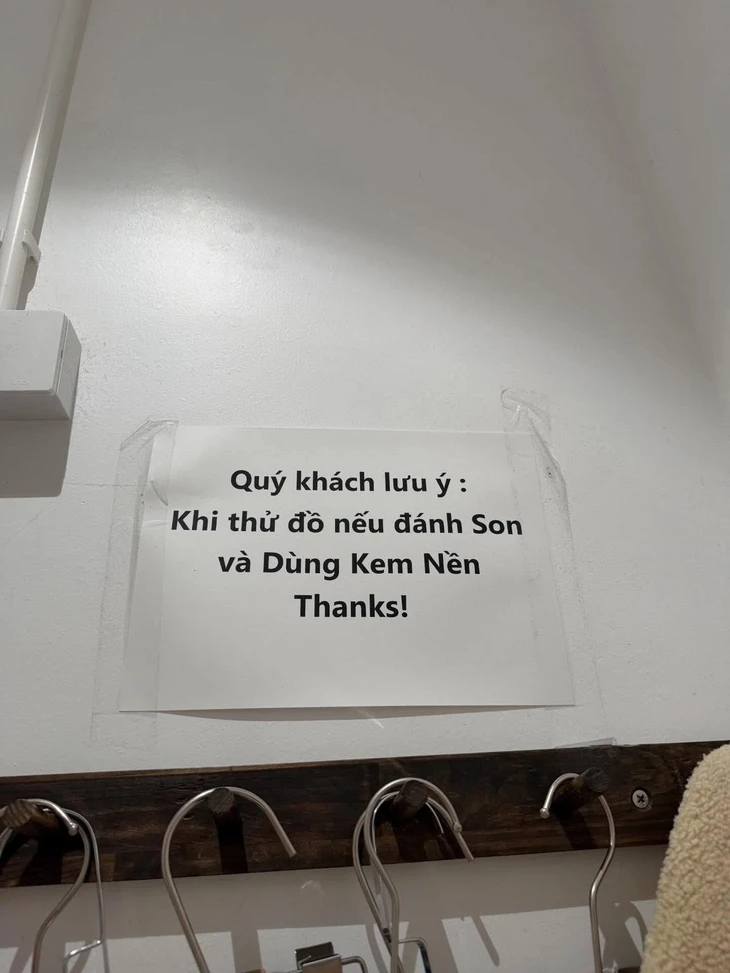 Quý khách lưu ý :
Khi thử đồ nếu đánh Son
và Dùng Kem Nền
Thanks!